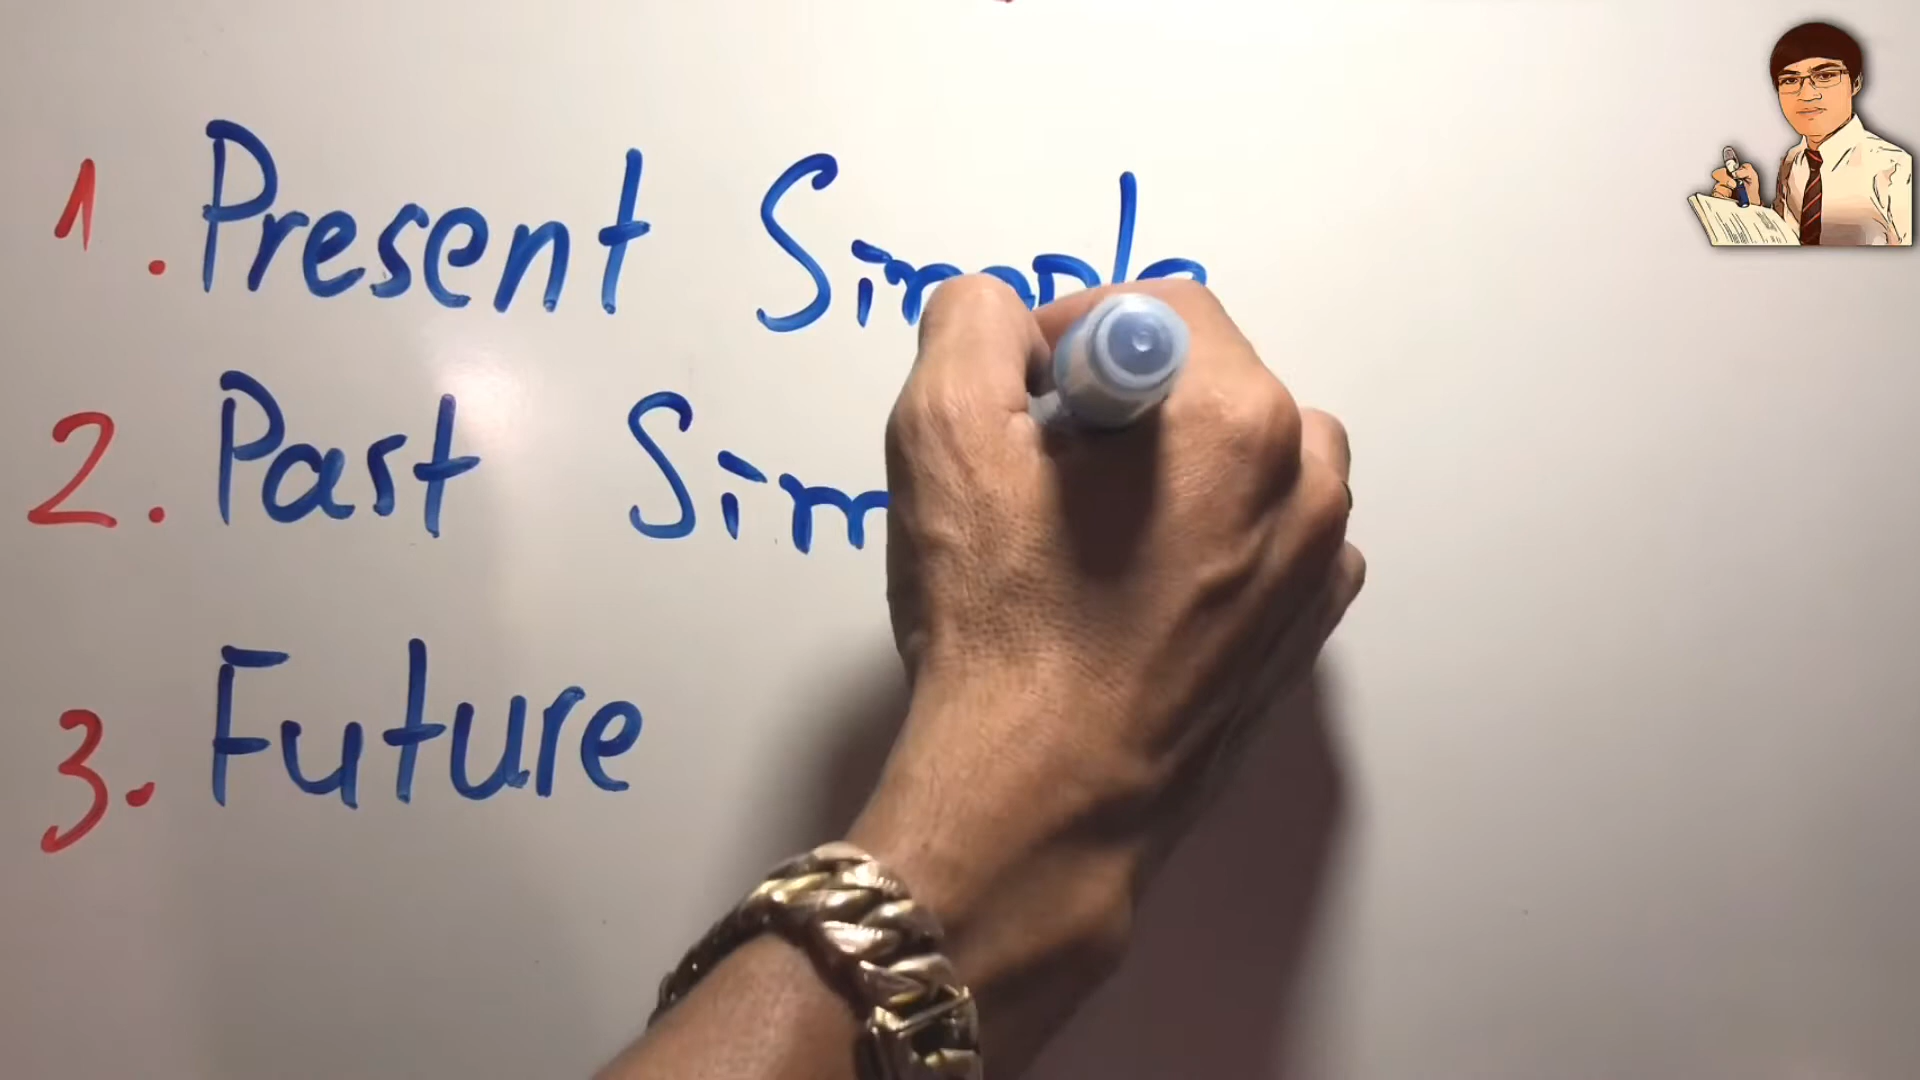 1. Present Simple
2. Past Sim
3. Future